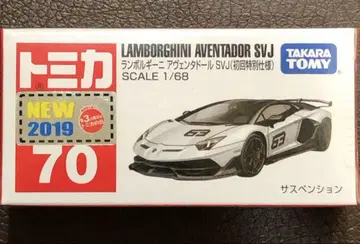 トミカ
NEW
2019
70
LAMBORGHINI AVENTADOR SVJ
ランボルギーニ アヴェンタドール SVJ(初回特別仕様)
SCALE 1/68
TAKARA
TOMY
63
63
サスペンション